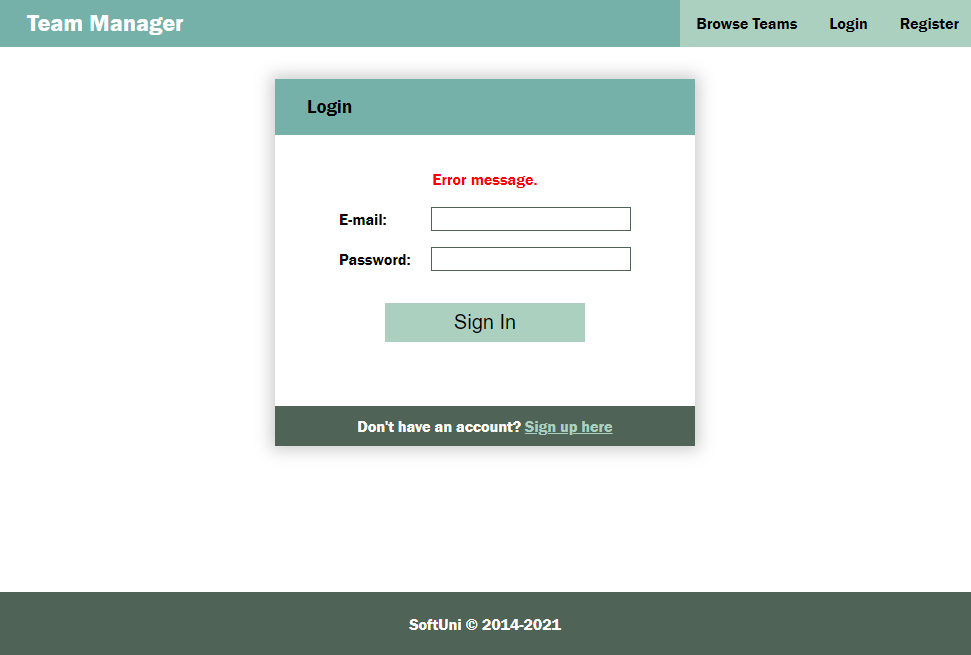 Team Manager
Browse Teams Login Register
Login
Error message.
E-mail:
Password:
Sign In
Don't have an account? Sign up here
SoftUni © 2014-2021